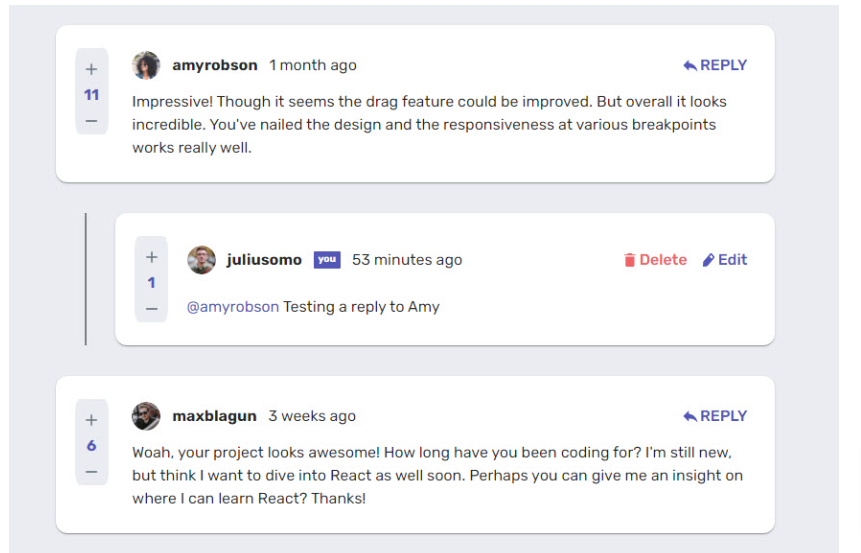 +
11
−
amyrobson 1 month ago REPLY
Impressive! Though it seems the drag feature could be improved. But overall it looks
incredible. You've nailed the design and the responsiveness at various breakpoints
works really well.
+
1
−
juliusomo you 53 minutes ago Delete Edit
@amyrobson Testing a reply to Amy
+
6
−
maxblagun 3 weeks ago REPLY
Woah, your project looks awesome! How long have you been coding for? I'm still new,
but think I want to dive into React as well soon. Perhaps you can give me an insight on
where I can learn React? Thanks!